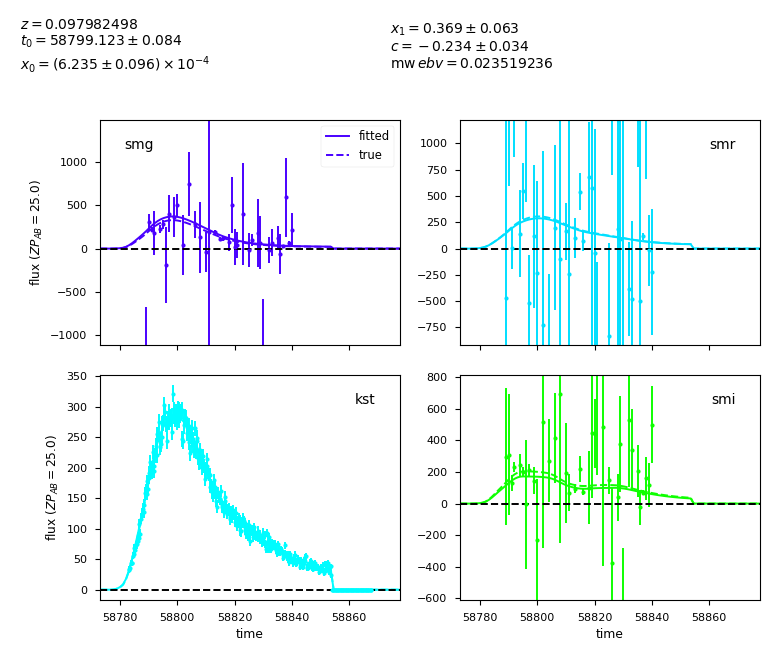 z = 0.097982498
t₀ = 58799.123 ± 0.084
x₀ = (6.235 ± 0.096) × 10⁻⁴
x₁ = 0.369 ± 0.063
c = −0.234 ± 0.034
mw ebv = 0.023519236
smg
fitted
true
flux (ZP_AB = 25.0)
1000
500
0
−500
−1000
smr
1000
750
500
250
0
−250
−500
−750
kst
flux (ZP_AB = 25.0)
350
300
250
200
150
100
50
0
58780 58800 58820 58840 58860
time
smi
800
600
400
200
0
−200
−400
−600
58780 58800 58820 58840 58860
time